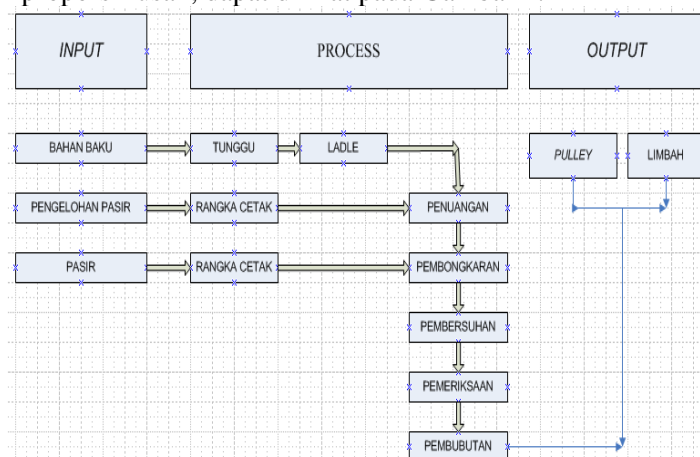 INPUT PROCESS OUTPUT
BAHAN BAKU TUNGGU LADLE PULLEY LIMBAH
PENGELOHAN PASIR RANGKA CETAK PENUANGAN
PASIR RANGKA CETAK PEMBONGKARAN
PEMBERSUHAN
PEMERIKSAAN
PEMBUBUTAN